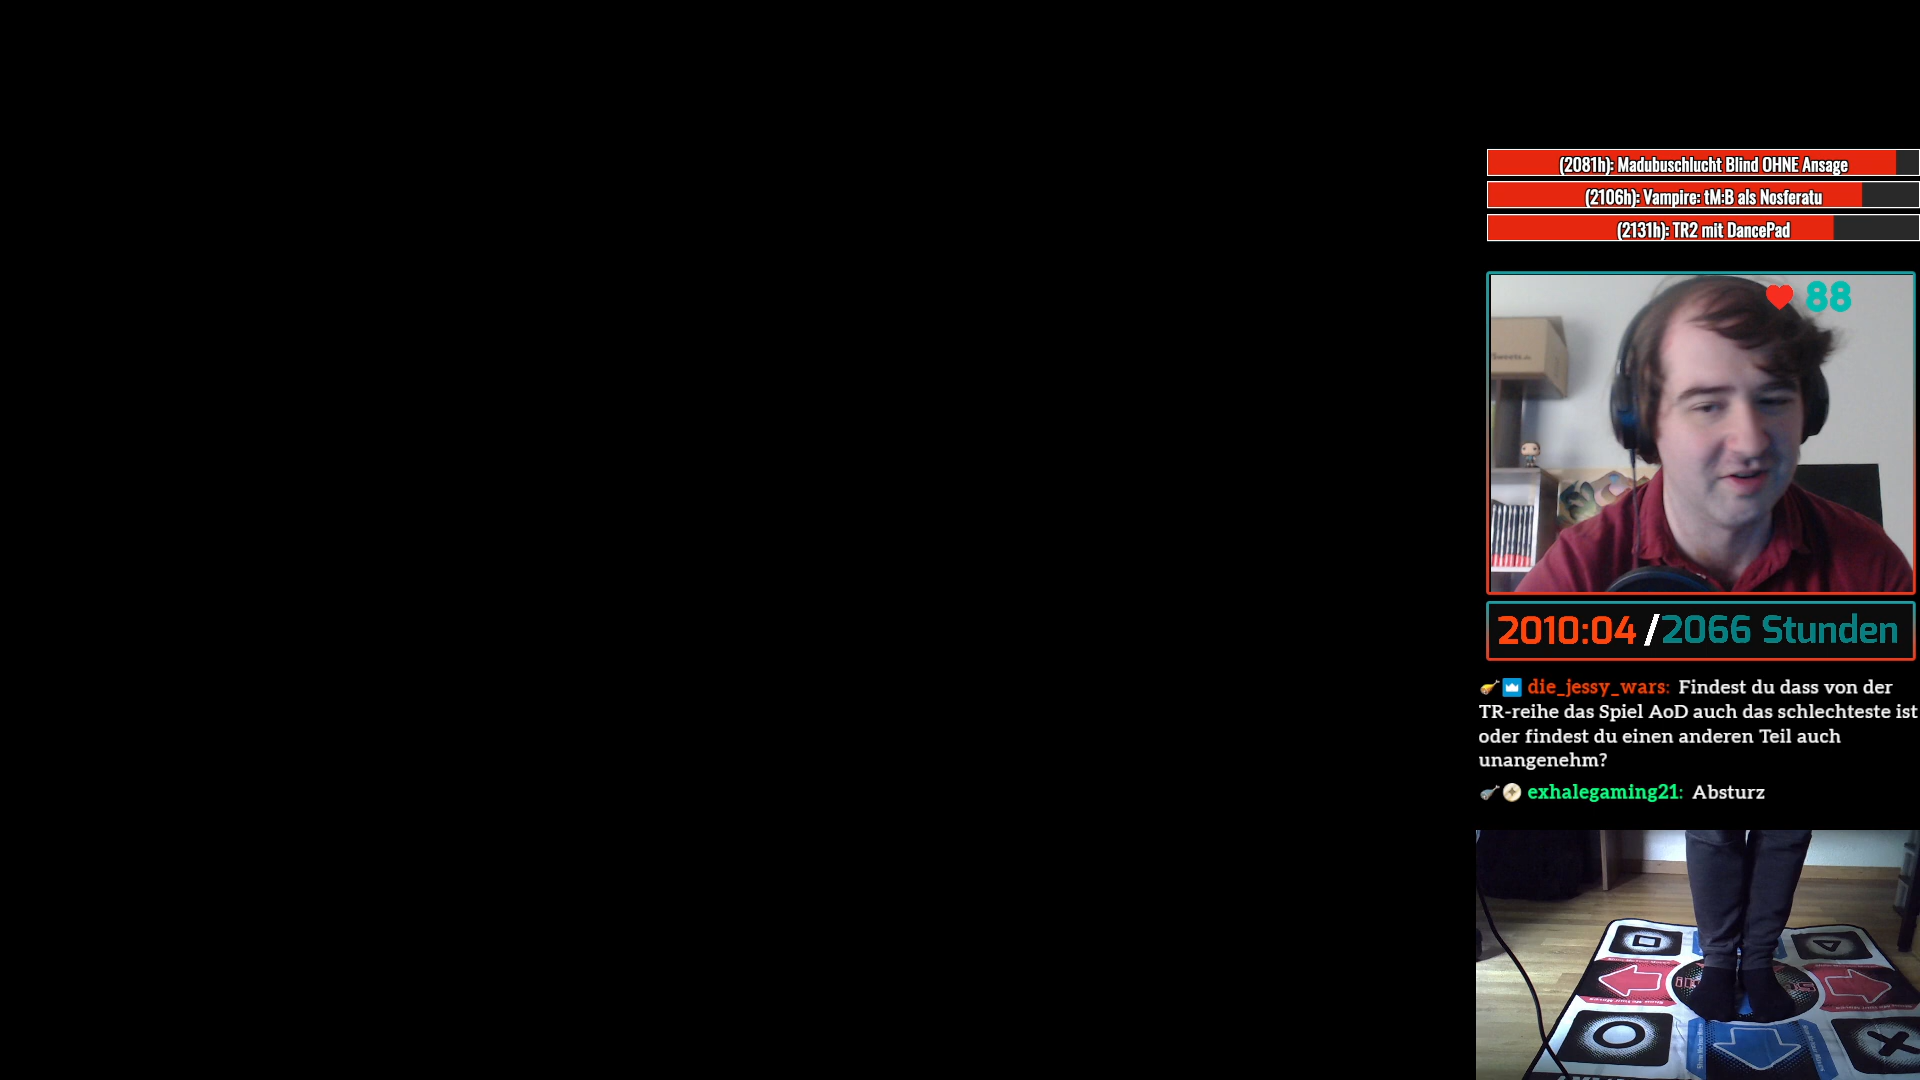 (2081h): Madubuschlucht Blind OHNE Ansage
(2106h): Vampire: tM:B als Nosferatu
(2131h): TR2 mit DancePad
88
2010:04 /2066 Stunden
die_jessy_wars: Findest du dass von der
TR-reihe das Spiel AoD auch das schlechteste ist
oder findest du einen anderen Teil auch
unangenehm?
exhalegaming21: Absturz